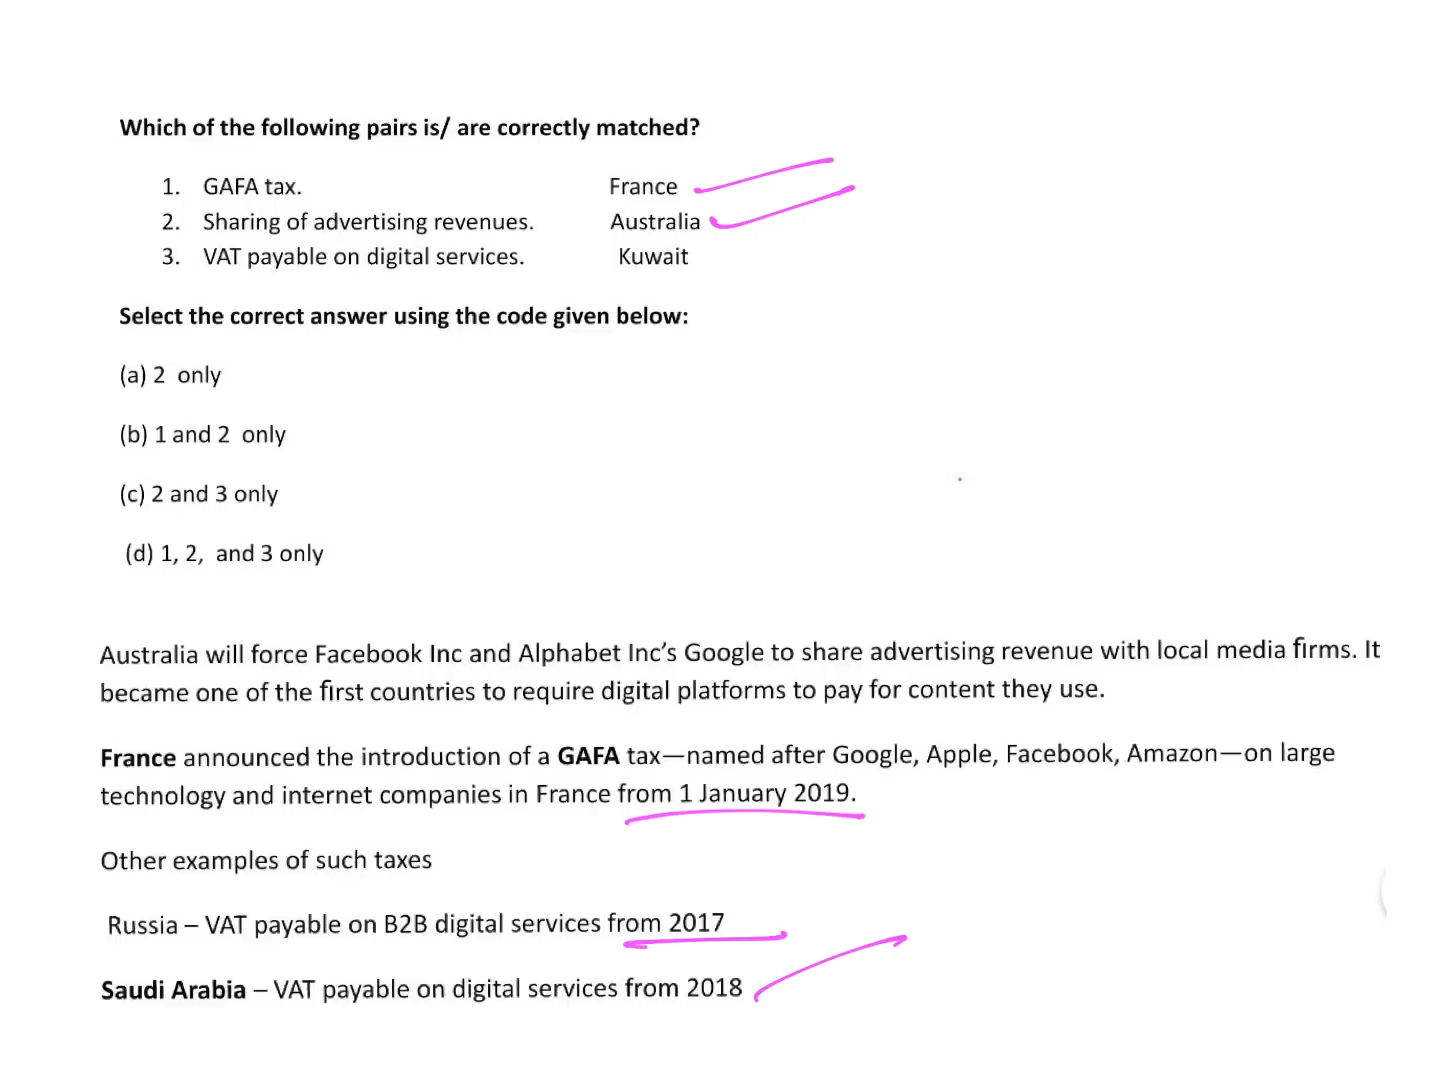 Which of the following pairs is/ are correctly matched?
1. GAFA tax. France
2. Sharing of advertising revenues. Australia
3. VAT payable on digital services. Kuwait
Select the correct answer using the code given below:
(a) 2 only
(b) 1 and 2 only
(c) 2 and 3 only
(d) 1, 2, and 3 only
Australia will force Facebook Inc and Alphabet Inc’s Google to share advertising revenue with local media firms. It
became one of the first countries to require digital platforms to pay for content they use.
France announced the introduction of a GAFA tax—named after Google, Apple, Facebook, Amazon—on large
technology and internet companies in France from 1 January 2019.
Other examples of such taxes
Russia – VAT payable on B2B digital services from 2017
Saudi Arabia – VAT payable on digital services from 2018